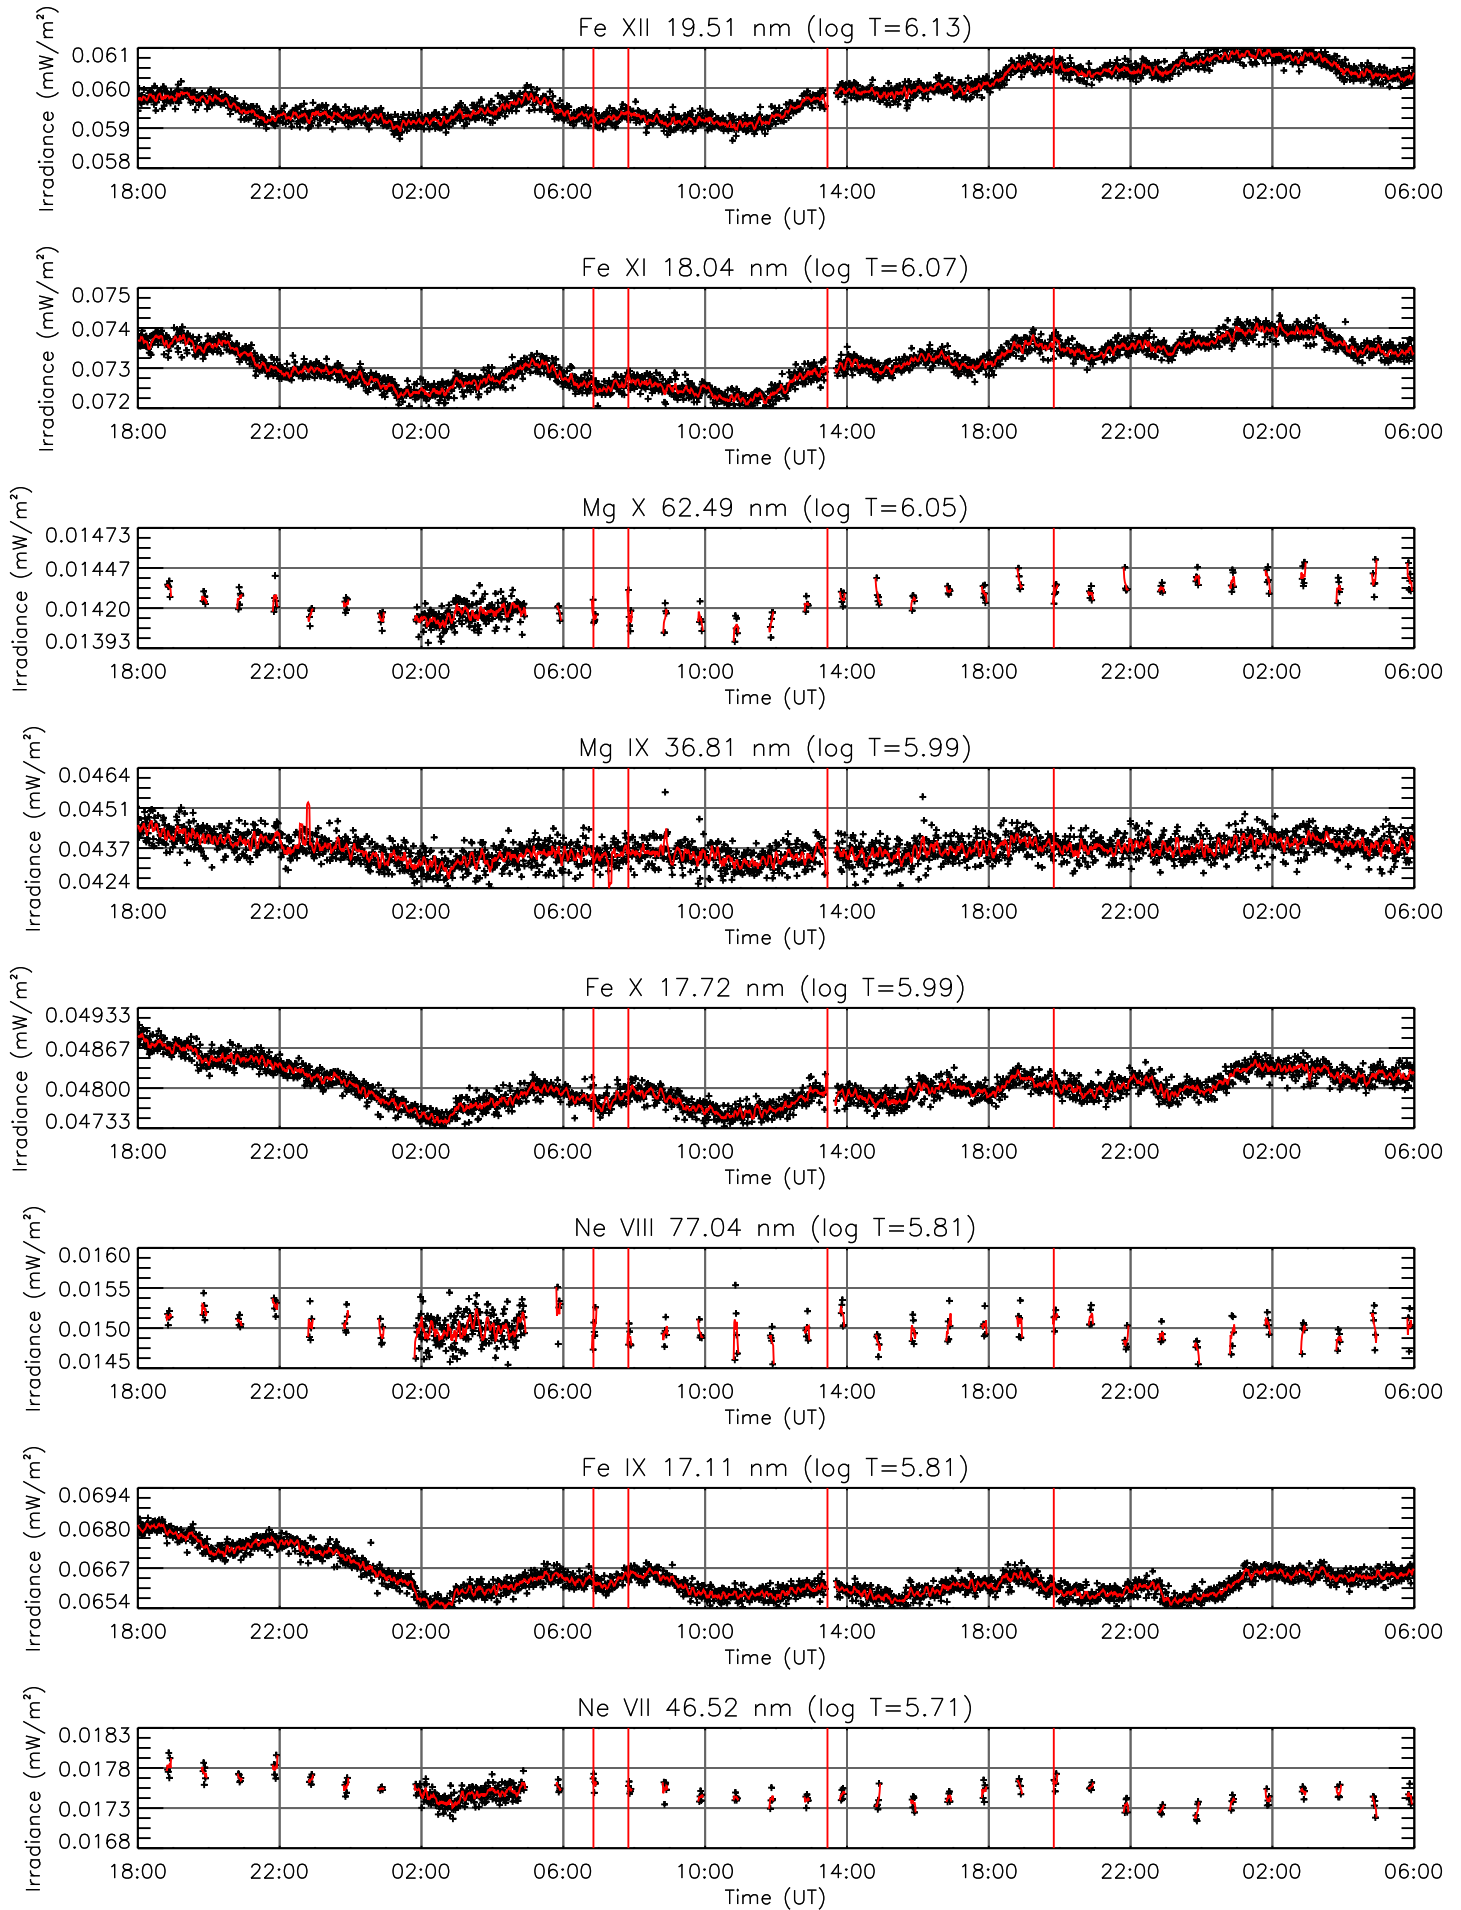 Fe XII 19.51 nm (log T=6.13)
Irradiance (mW/m²)
0.061
0.060
0.059
0.058
18:00 22:00 02:00 06:00 10:00 14:00 18:00 22:00 02:00 06:00
Time (UT)
Fe XI 18.04 nm (log T=6.07)
Irradiance (mW/m²)
0.075
0.074
0.073
0.072
18:00 22:00 02:00 06:00 10:00 14:00 18:00 22:00 02:00 06:00
Time (UT)
Mg X 62.49 nm (log T=6.05)
Irradiance (mW/m²)
0.01473
0.01447
0.01420
0.01393
18:00 22:00 02:00 06:00 10:00 14:00 18:00 22:00 02:00 06:00
Time (UT)
Mg IX 36.81 nm (log T=5.99)
Irradiance (mW/m²)
0.0464
0.0451
0.0437
0.0424
18:00 22:00 02:00 06:00 10:00 14:00 18:00 22:00 02:00 06:00
Time (UT)
Fe X 17.72 nm (log T=5.99)
Irradiance (mW/m²)
0.04933
0.04867
0.04800
0.04733
18:00 22:00 02:00 06:00 10:00 14:00 18:00 22:00 02:00 06:00
Time (UT)
Ne VIII 77.04 nm (log T=5.81)
Irradiance (mW/m²)
0.0160
0.0155
0.0150
0.0145
18:00 22:00 02:00 06:00 10:00 14:00 18:00 22:00 02:00 06:00
Time (UT)
Fe IX 17.11 nm (log T=5.81)
Irradiance (mW/m²)
0.0694
0.0680
0.0667
0.0654
18:00 22:00 02:00 06:00 10:00 14:00 18:00 22:00 02:00 06:00
Time (UT)
Ne VII 46.52 nm (log T=5.71)
Irradiance (mW/m²)
0.0183
0.0178
0.0173
0.0168
18:00 22:00 02:00 06:00 10:00 14:00 18:00 22:00 02:00 06:00
Time (UT)